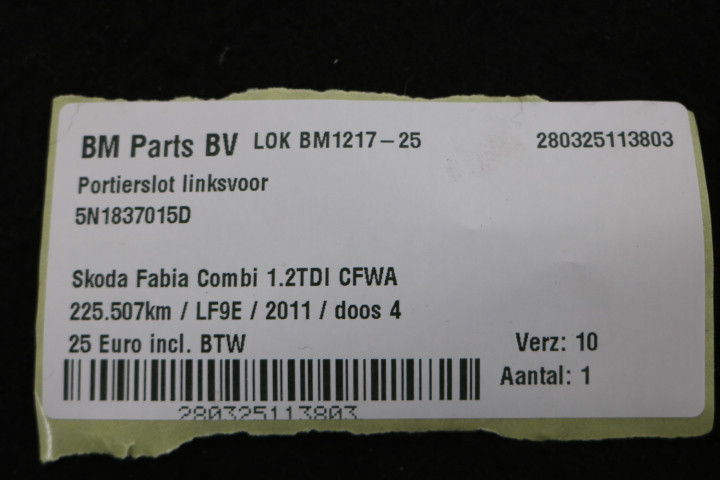 BM Parts BV LOK BM1217-25 280325113803
Portierslot linksvoor
5N1837015D
Skoda Fabia Combi 1.2TDI CFWA
225.507km / LF9E / 2011 / doos 4
25 Euro incl. BTW Verz: 10
Aantal: 1
280325113803